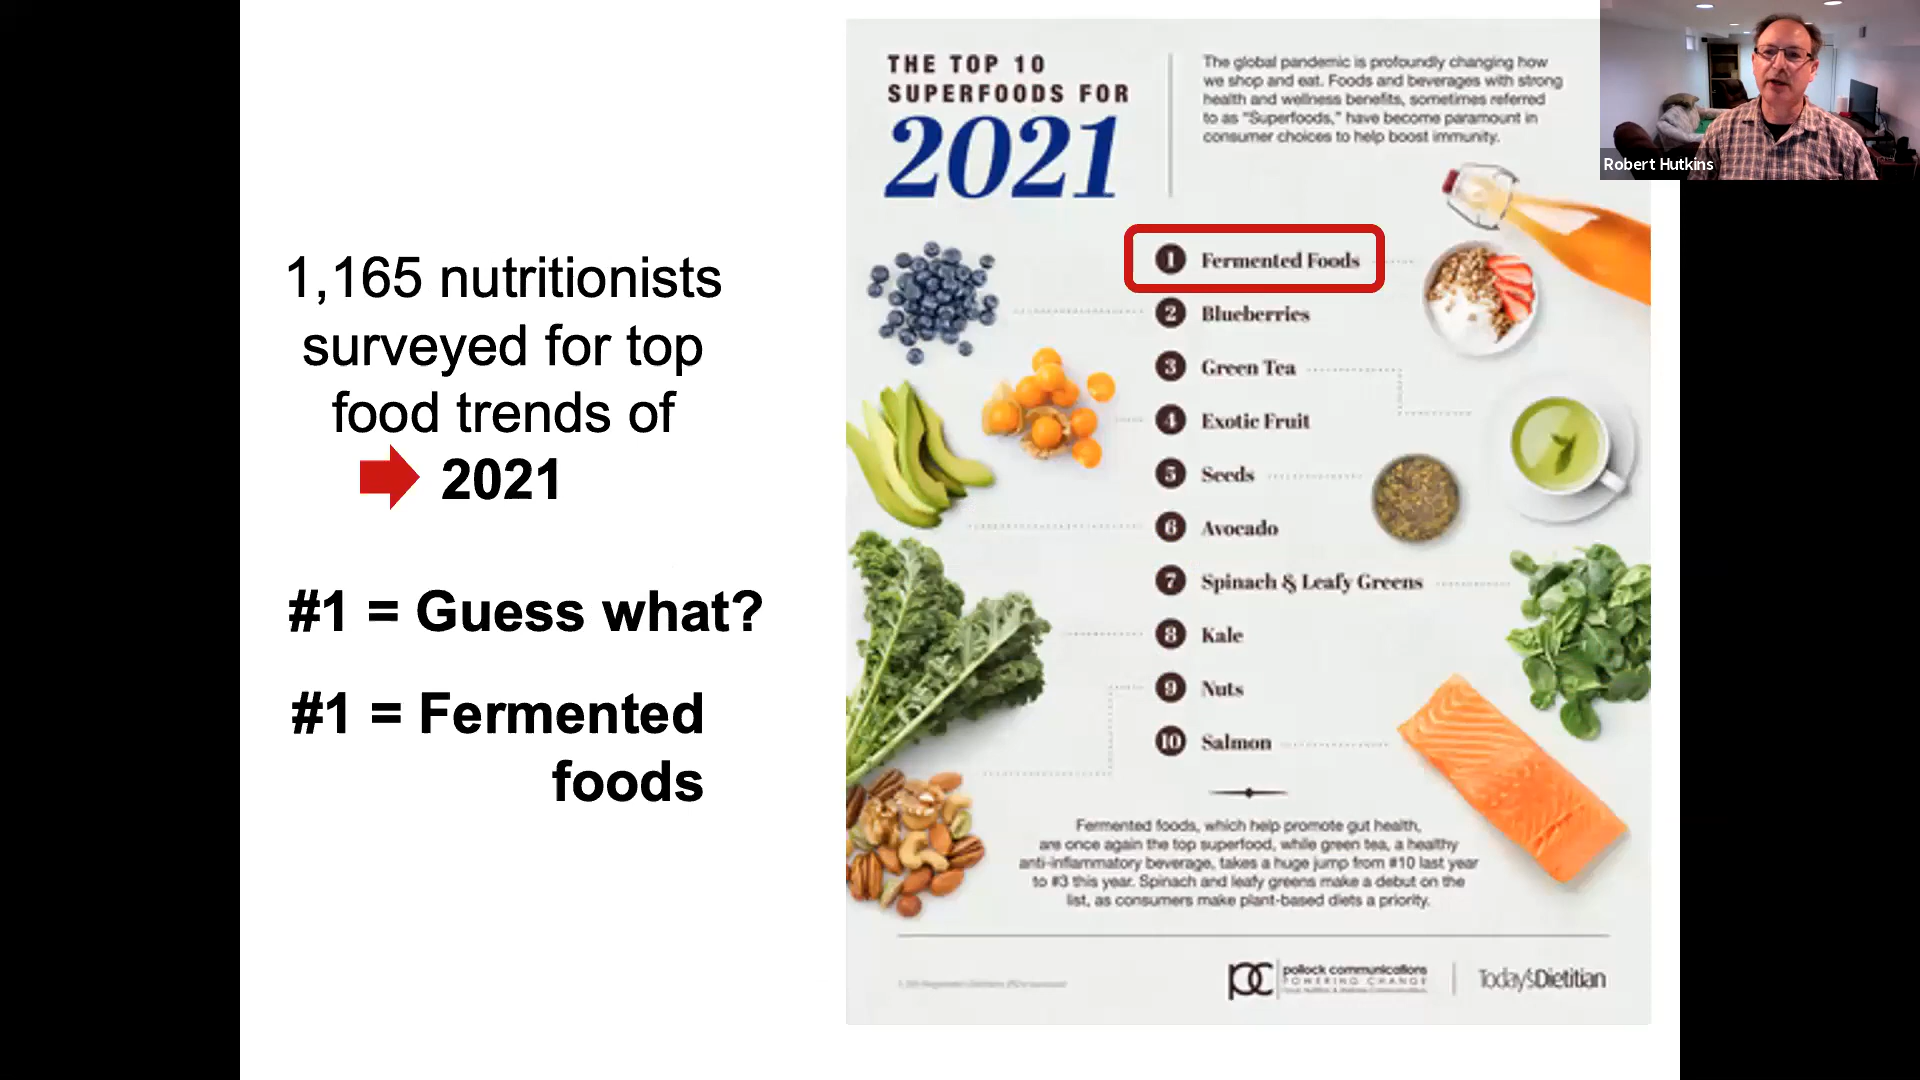 1,165 nutritionists
surveyed for top
food trends of
2021
#1 = Guess what?
#1 = Fermented
foods
THE TOP 10
SUPERFOODS FOR
2021
The global pandemic is profoundly changing how
we shop and eat. Foods and beverages with strong
health and wellness benefits, sometimes referred
to as "Superfoods," have become paramount in
consumer choices to help boost immunity.
1 Fermented Foods
2 Blueberries
3 Green Tea
4 Exotic Fruit
5 Seeds
6 Avocado
7 Spinach & Leafy Greens
8 Kale
9 Nuts
10 Salmon
Fermented foods, which help promote gut health,
are once again the top superfood, while green tea, a healthy
anti-inflammatory beverage, takes a huge jump from #10 last year
to #3 this year. Spinach and leafy greens make a debut on the
list, as consumers make plant-based diets a priority.
pc pollock communications
POWERING CHANGE
Today'sDietitian
Robert Hutkins